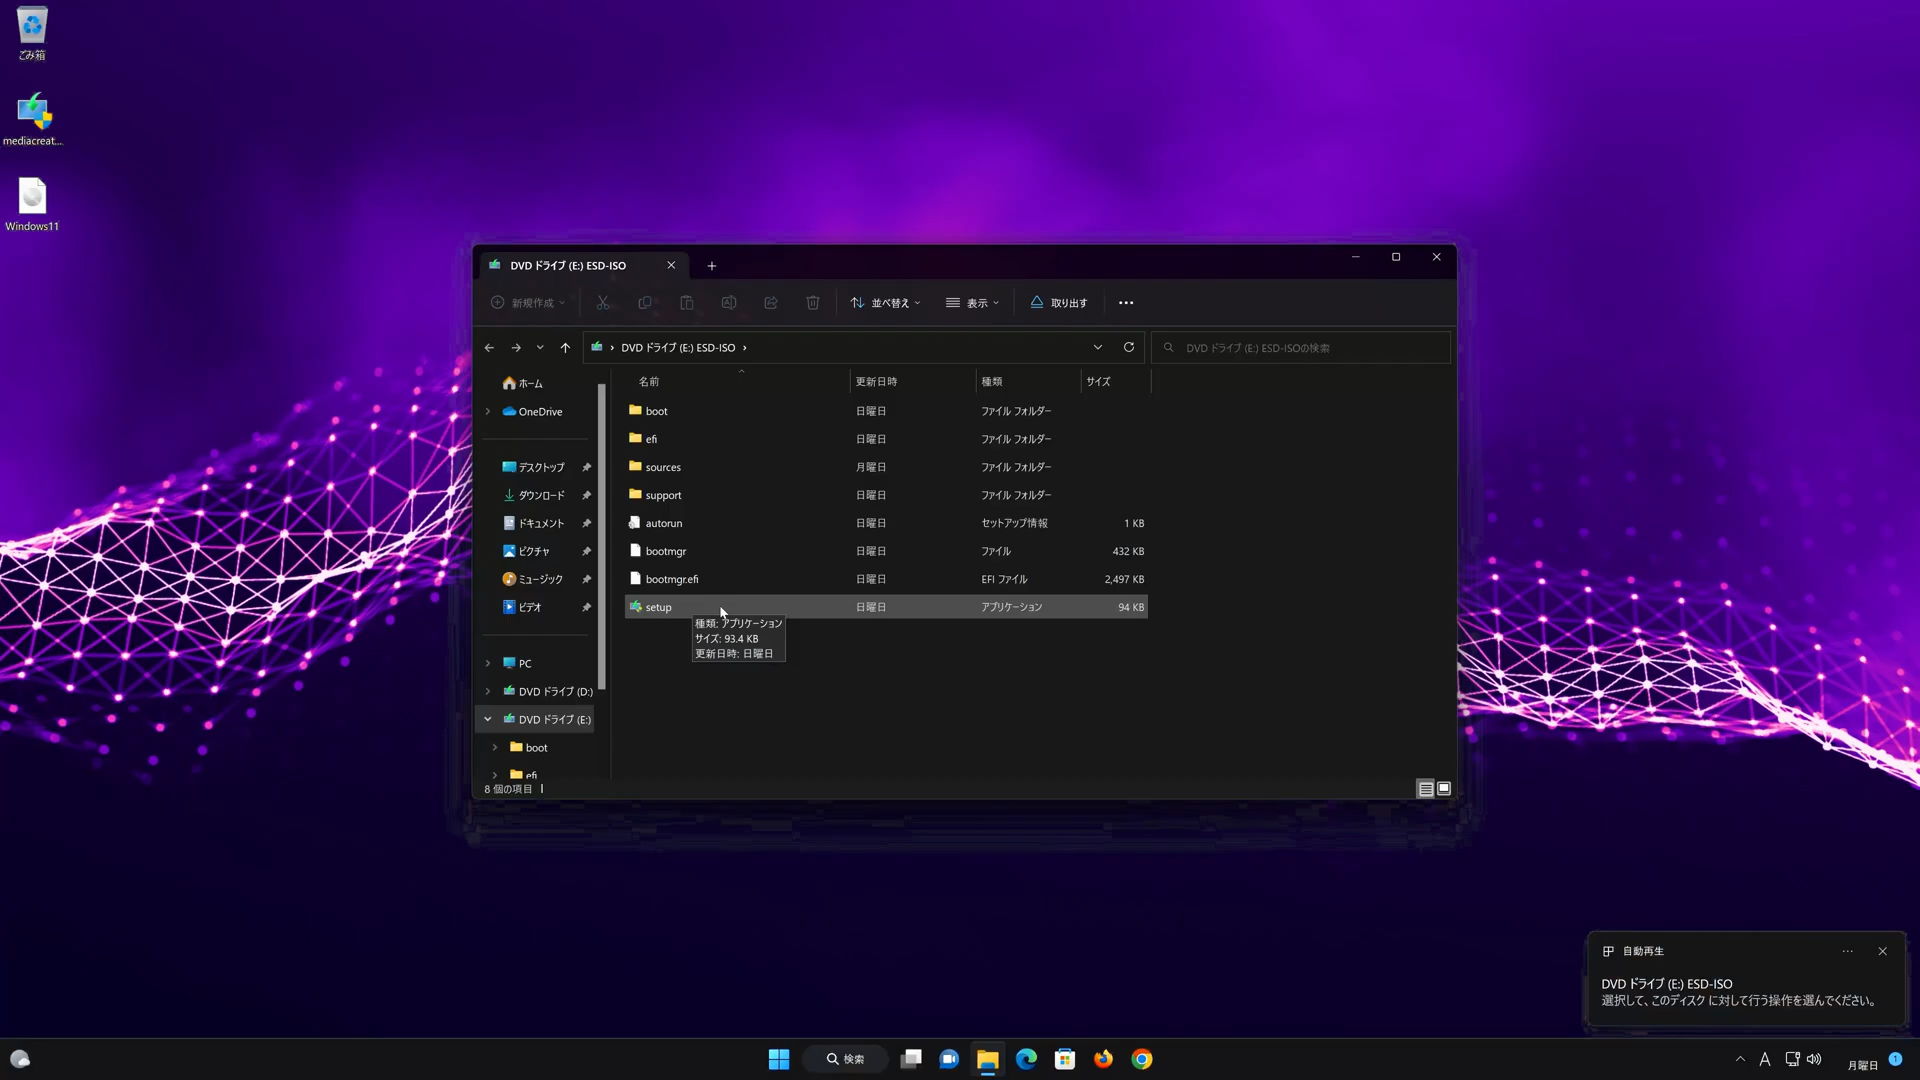 ごみ箱
mediacreat...
Windows11
DVD ドライブ (E:) ESD-ISO
新規作成
並べ替え
表示
取り出す
DVD ドライブ (E:) ESD-ISO
DVD ドライブ (E:) ESD-ISOの検索
名前 更新日時 種類 サイズ
boot 日曜日 ファイル フォルダー
efi 日曜日 ファイル フォルダー
sources 月曜日 ファイル フォルダー
support 日曜日 ファイル フォルダー
autorun 日曜日 セットアップ情報 1 KB
bootmgr 日曜日 ファイル 432 KB
bootmgr.efi 日曜日 EFI ファイル 2,497 KB
setup 日曜日 アプリケーション 94 KB
種類: アプリケーション
サイズ: 93.4 KB
更新日時: 日曜日
ホーム
OneDrive
デスクトップ
ダウンロード
ドキュメント
ピクチャ
ミュージック
ビデオ
PC
DVD ドライブ (D:)
DVD ドライブ (E:)
boot
efi
8 個の項目
自動再生
DVD ドライブ (E:) ESD-ISO
選択して、このディスク に対して行う操作を選んでください。
検索
A
月曜日
1